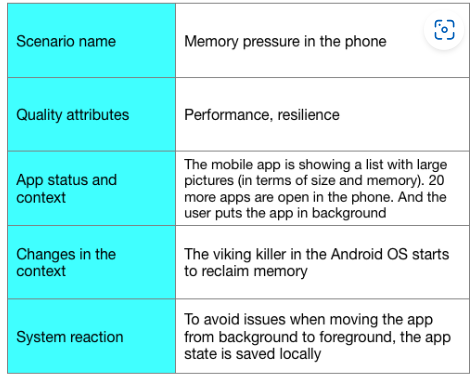 Scenario name
Memory pressure in the phone
Quality attributes
Performance, resilience
App status and
context
The mobile app is showing a list with large
pictures (in terms of size and memory). 20
more apps are open in the phone. And the
user puts the app in background
Changes in the
context
The viking killer in the Android OS starts
to reclaim memory
System reaction
To avoid issues when moving the app
from background to foreground, the app
state is saved locally